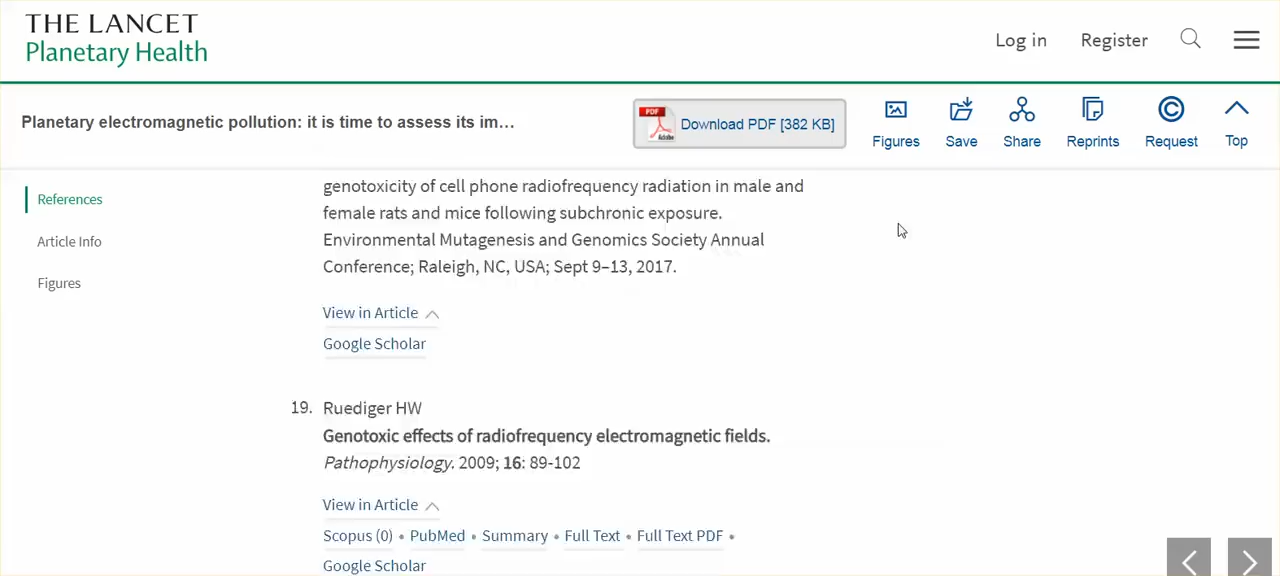 THE LANCET
Planetary Health
Log in
Register
Planetary electromagnetic pollution: it is time to assess its im...
PDF
Adobe
Download PDF [382 KB]
Figures
Save
Share
Reprints
Request
Top
References
Article Info
Figures
genotoxicity of cell phone radiofrequency radiation in male and
female rats and mice following subchronic exposure.
Environmental Mutagenesis and Genomics Society Annual
Conference; Raleigh, NC, USA; Sept 9–13, 2017.
View in Article
Google Scholar
19. Ruediger HW
Genotoxic effects of radiofrequency electromagnetic fields.
Pathophysiology. 2009; 16: 89-102
View in Article
Scopus (0) • PubMed • Summary • Full Text • Full Text PDF •
Google Scholar